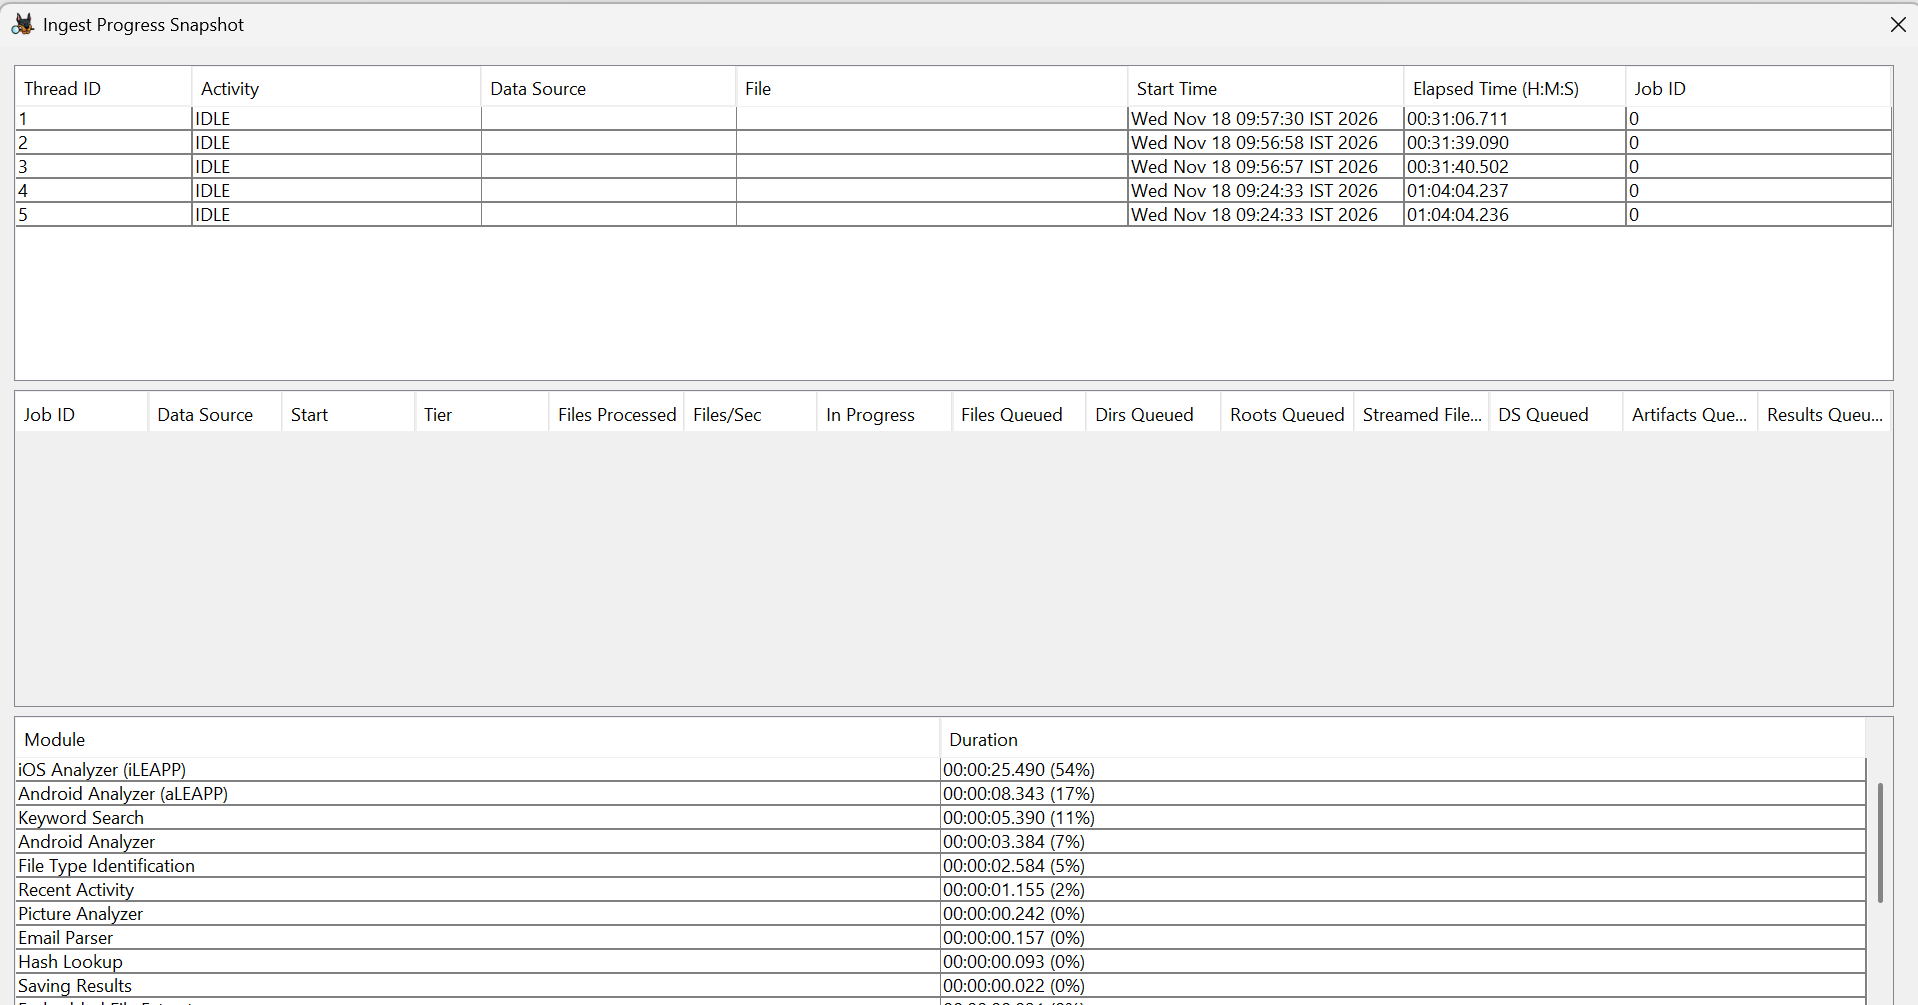 Ingest Progress Snapshot
Thread ID Activity Data Source File Start Time Elapsed Time (H:M:S) Job ID
1 IDLE Wed Nov 18 09:57:30 IST 2026 00:31:06.711 0
2 IDLE Wed Nov 18 09:56:58 IST 2026 00:31:39.090 0
3 IDLE Wed Nov 18 09:56:57 IST 2026 00:31:40.502 0
4 IDLE Wed Nov 18 09:24:33 IST 2026 01:04:04.237 0
5 IDLE Wed Nov 18 09:24:33 IST 2026 01:04:04.236 0
Job ID Data Source Start Tier Files Processed Files/Sec In Progress Files Queued Dirs Queued Roots Queued Streamed File... DS Queued Artifacts Que... Results Queu...
Module Duration
iOS Analyzer (iLEAPP) 00:00:25.490 (54%)
Android Analyzer (aLEAPP) 00:00:08.343 (17%)
Keyword Search 00:00:05.390 (11%)
Android Analyzer 00:00:03.384 (7%)
File Type Identification 00:00:02.584 (5%)
Recent Activity 00:00:01.155 (2%)
Picture Analyzer 00:00:00.242 (0%)
Email Parser 00:00:00.157 (0%)
Hash Lookup 00:00:00.093 (0%)
Saving Results 00:00:00.022 (0%)